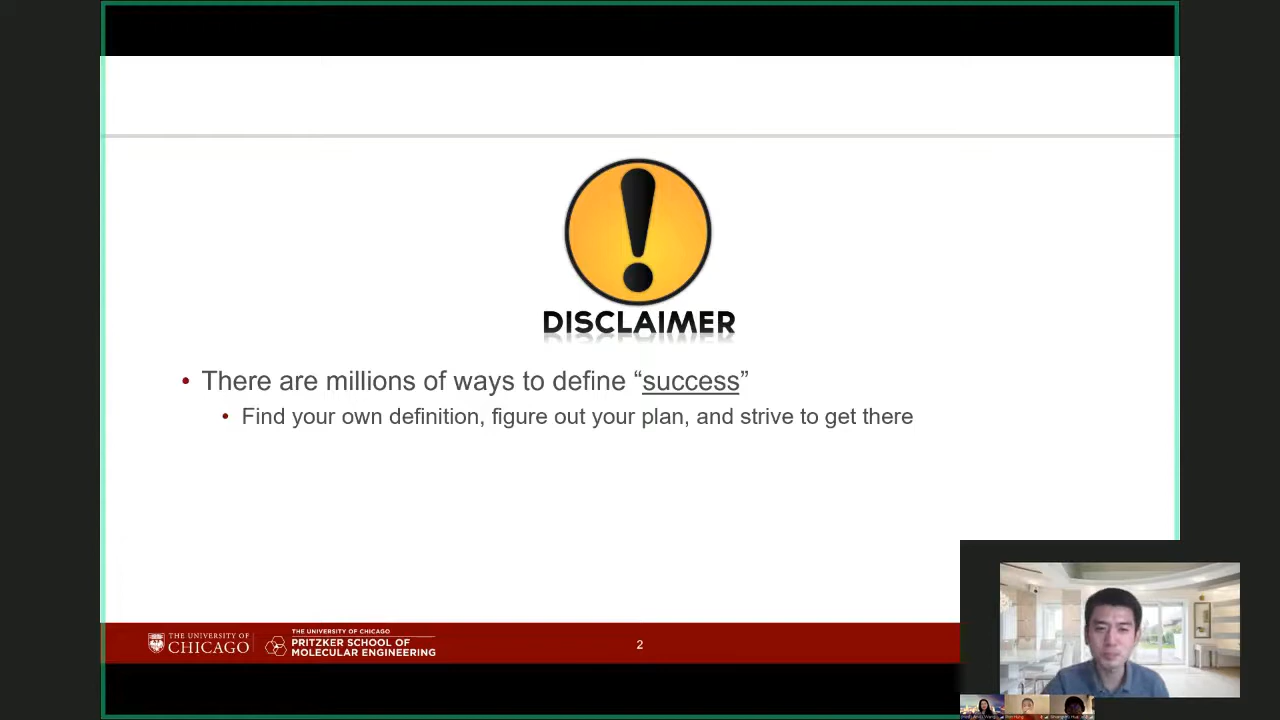 DISCLAIMER
• There are millions of ways to define “success”
• Find your own definition, figure out your plan, and strive to get there
THE UNIVERSITY OF
CHICAGO
THE UNIVERSITY OF CHICAGO
PRITZKER SCHOOL OF
MOLECULAR ENGINEERING
2